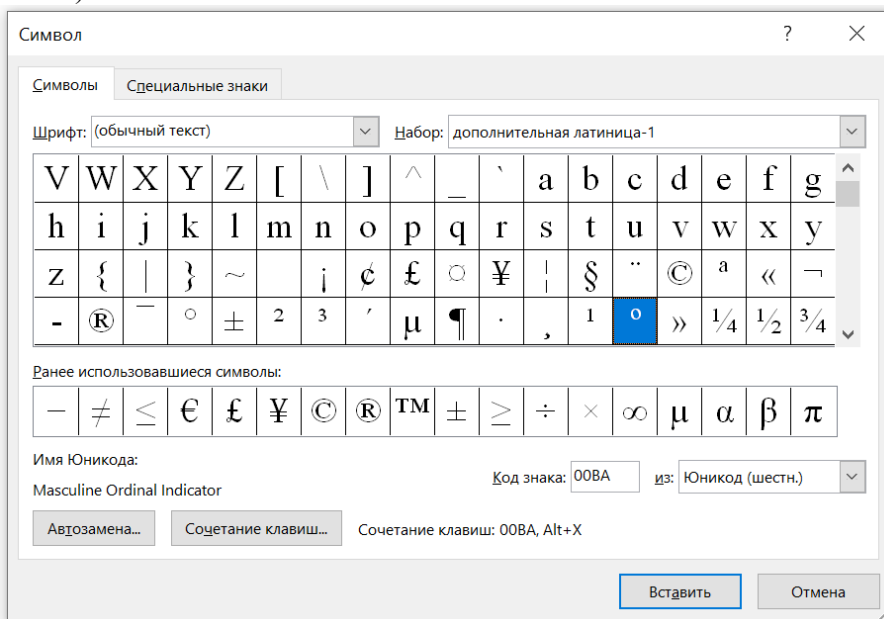 Символ ?
Символы Специальные знаки
Шрифт: (обычный текст) Набор: дополнительная латиница-1
V W X Y Z [ \ ] ^ _ ` a b c d e f g
h i j k l m n o p q r s t u v w x y
z { | } ~ ¡ ¢ £ ¤ ¥ ¦ § ¨ © ª « ¬
- ® ¯ ° ± ² ³ ´ µ ¶ · ¸ ¹ º » ¼ ½ ¾
Ранее использовавшиеся символы:
− ≠ ≤ € £ ¥ © ® ™ ± ≥ ÷ × ∞ µ α β π
Имя Юникода:
Masculine Ordinal Indicator
Код знака: 00BA из: Юникод (шестн.)
Автозамена... Сочетание клавиш... Сочетание клавиш: 00BA, Alt+X
Вставить Отмена